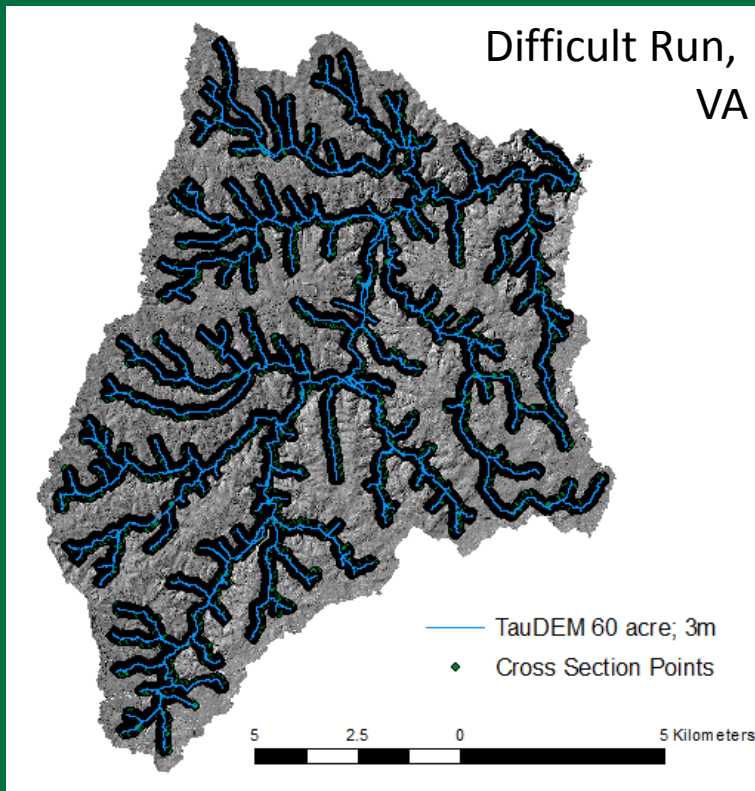 Difficult Run,
VA
TauDEM 60 acre; 3m
Cross Section Points
5 2.5 0 5 Kilometers